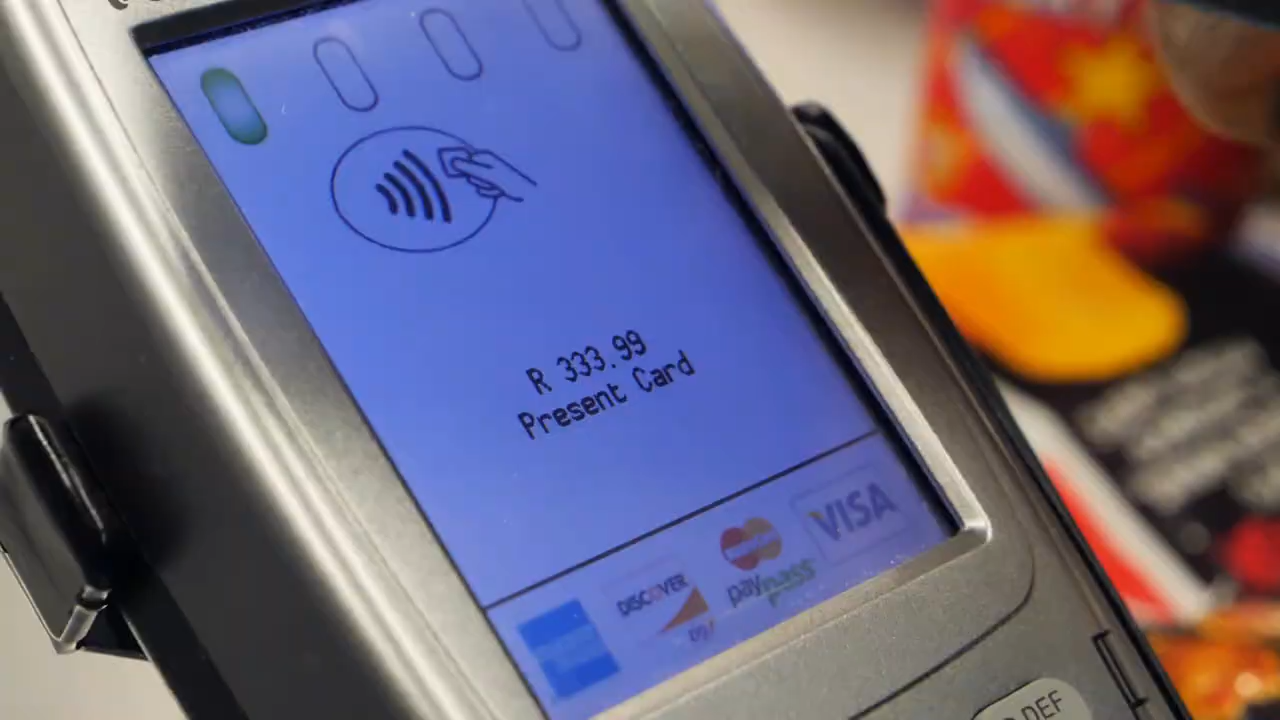 R 333.99
Present Card
DISCOVER
paypass
VISA
DEF